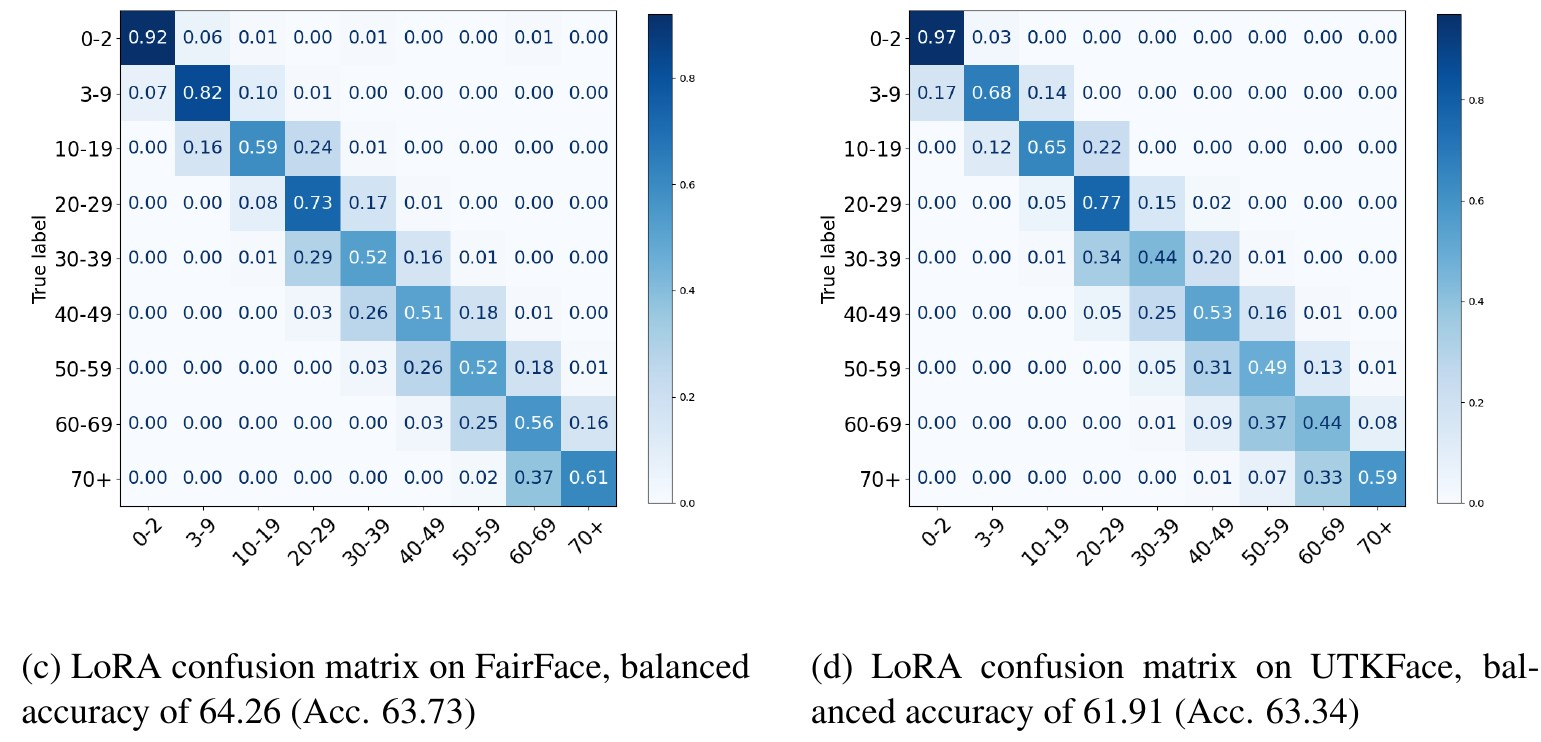 0-2 0.92 0.06 0.01 0.00 0.01 0.00 0.00 0.01 0.00
3-9 0.07 0.82 0.10 0.01 0.00 0.00 0.00 0.00 0.00
10-19 0.00 0.16 0.59 0.24 0.01 0.00 0.00 0.00 0.00
20-29 0.00 0.00 0.08 0.73 0.17 0.01 0.00 0.00 0.00
30-39 0.00 0.00 0.01 0.29 0.52 0.16 0.01 0.00 0.00
40-49 0.00 0.00 0.00 0.03 0.26 0.51 0.18 0.01 0.00
50-59 0.00 0.00 0.00 0.00 0.03 0.26 0.52 0.18 0.01
60-69 0.00 0.00 0.00 0.00 0.00 0.03 0.25 0.56 0.16
70+ 0.00 0.00 0.00 0.00 0.00 0.00 0.02 0.37 0.61
0-2 3-9 10-19 20-29 30-39 40-49 50-59 60-69 70+
True label
0.8
0.6
0.4
0.2
0.0
(c) LoRA confusion matrix on FairFace, balanced
accuracy of 64.26 (Acc. 63.73)
0-2 0.97 0.03 0.00 0.00 0.00 0.00 0.00 0.00 0.00
3-9 0.17 0.68 0.14 0.00 0.00 0.00 0.00 0.00 0.00
10-19 0.00 0.12 0.65 0.22 0.00 0.00 0.00 0.00 0.00
20-29 0.00 0.00 0.05 0.77 0.15 0.02 0.00 0.00 0.00
30-39 0.00 0.00 0.01 0.34 0.44 0.20 0.01 0.00 0.00
40-49 0.00 0.00 0.00 0.05 0.25 0.53 0.16 0.01 0.00
50-59 0.00 0.00 0.00 0.00 0.05 0.31 0.49 0.13 0.01
60-69 0.00 0.00 0.00 0.00 0.01 0.09 0.37 0.44 0.08
70+ 0.00 0.00 0.00 0.00 0.00 0.01 0.07 0.33 0.59
0-2 3-9 10-19 20-29 30-39 40-49 50-59 60-69 70+
True label
0.8
0.6
0.4
0.2
0.0
(d) LoRA confusion matrix on UTKFace, bal-
anced accuracy of 61.91 (Acc. 63.34)